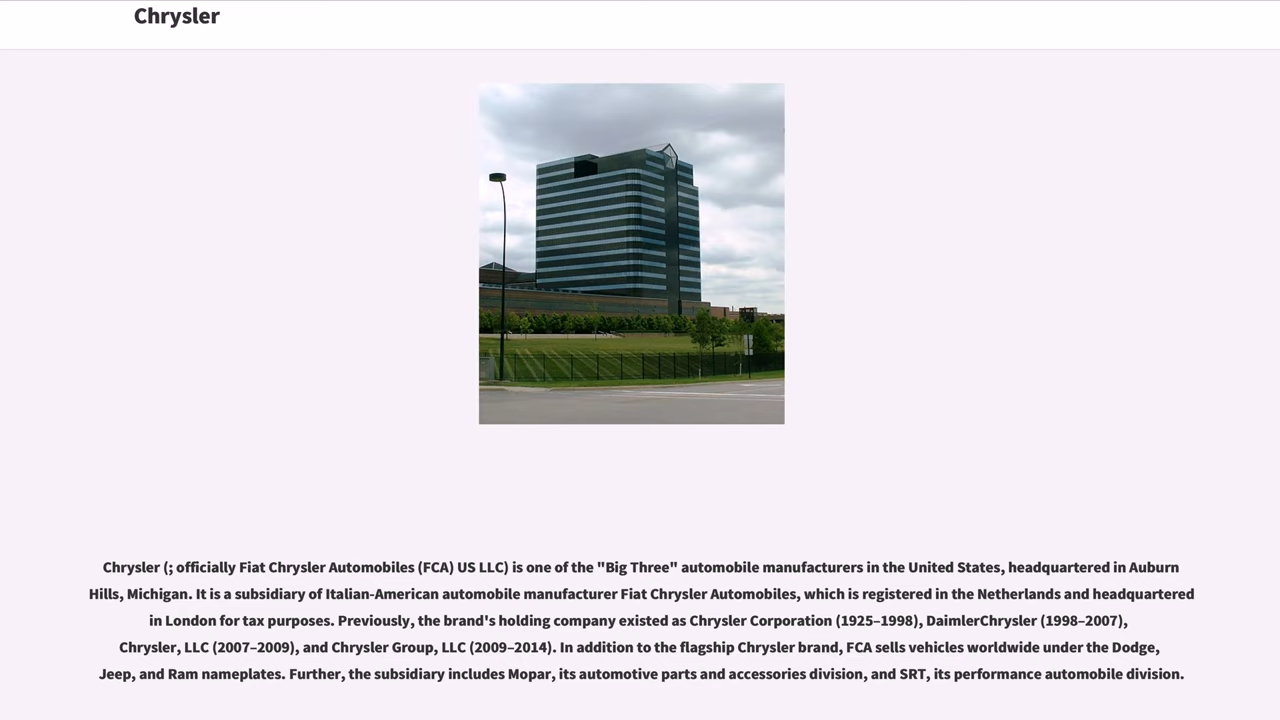 Chrysler
Chrysler (; officially Fiat Chrysler Automobiles (FCA) US LLC) is one of the "Big Three" automobile manufacturers in the United States, headquartered in Auburn
Hills, Michigan. It is a subsidiary of Italian-American automobile manufacturer Fiat Chrysler Automobiles, which is registered in the Netherlands and headquartered
in London for tax purposes. Previously, the brand's holding company existed as Chrysler Corporation (1925–1998), DaimlerChrysler (1998–2007),
Chrysler, LLC (2007–2009), and Chrysler Group, LLC (2009–2014). In addition to the flagship Chrysler brand, FCA sells vehicles worldwide under the Dodge,
Jeep, and Ram nameplates. Further, the subsidiary includes Mopar, its automotive parts and accessories division, and SRT, its performance automobile division.